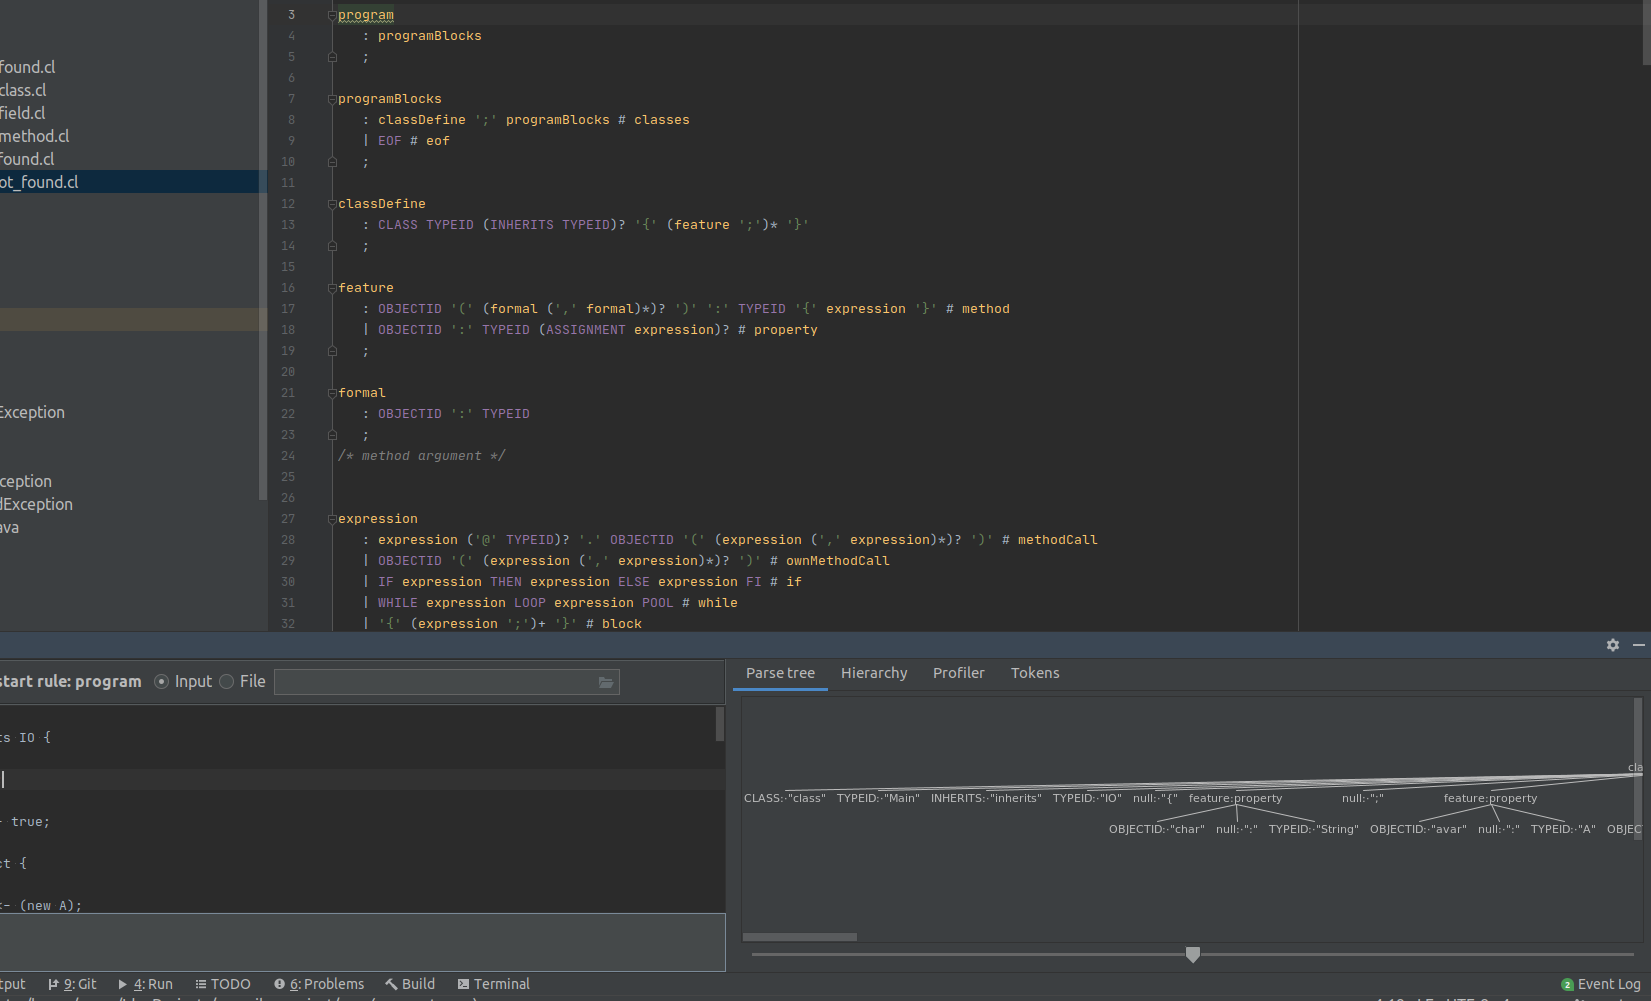 found.cl
class.cl
field.cl
method.cl
found.cl
ot_found.cl
Exception
ception
dException
ava
3 program
4 : programBlocks
5 ;
6
7 programBlocks
8 : classDefine ';' programBlocks # classes
9 | EOF # eof
10 ;
11
12 classDefine
13 : CLASS TYPEID (INHERITS TYPEID)? '{' (feature ';')* '}'
14 ;
15
16 feature
17 : OBJECTID '(' (formal (',' formal)*)? ')' ':' TYPEID '{' expression '}' # method
18 | OBJECTID ':' TYPEID (ASSIGNMENT expression)? # property
19 ;
20
21 formal
22 : OBJECTID ':' TYPEID
23 ;
24 /* method argument */
25
26
27 expression
28 : expression ('@' TYPEID)? '.' OBJECTID '(' (expression (',' expression)*)? ')' # methodCall
29 | OBJECTID '(' (expression (',' expression)*)? ')' # ownMethodCall
30 | IF expression THEN expression ELSE expression FI # if
31 | WHILE expression LOOP expression POOL # while
32 | '{' (expression ';')+ '}' # block
start rule: program Input File
ts IO {
- true;
ct {
<- (new A);
Parse tree Hierarchy Profiler Tokens
cla
CLASS:·"class" TYPEID:·"Main" INHERITS:·"inherits" TYPEID:·"IO" null:·"{" feature:property null:·";" feature:property
OBJECTID:·"char" null:·":" TYPEID:·"String" OBJECTID:·"avar" null:·":" TYPEID:·"A" OBJEC
tput 9: Git 4: Run TODO 6: Problems Build Terminal 2 Event Log